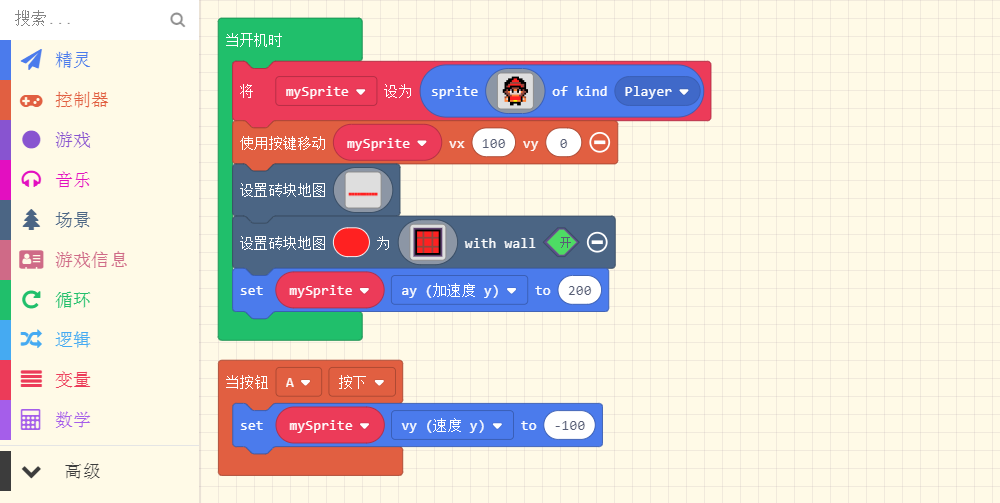 搜索...
精灵
控制器
游戏
音乐
场景
游戏信息
循环
逻辑
变量
数学
高级
当开机时
将 mySprite 设为 sprite of kind Player
使用按键移动 mySprite vx 100 vy 0
设置砖块地图
设置砖块地图 为 with wall 开
set mySprite ay (加速度 y) to 200
当按钮 A 按下
set mySprite vy (速度 y) to -100